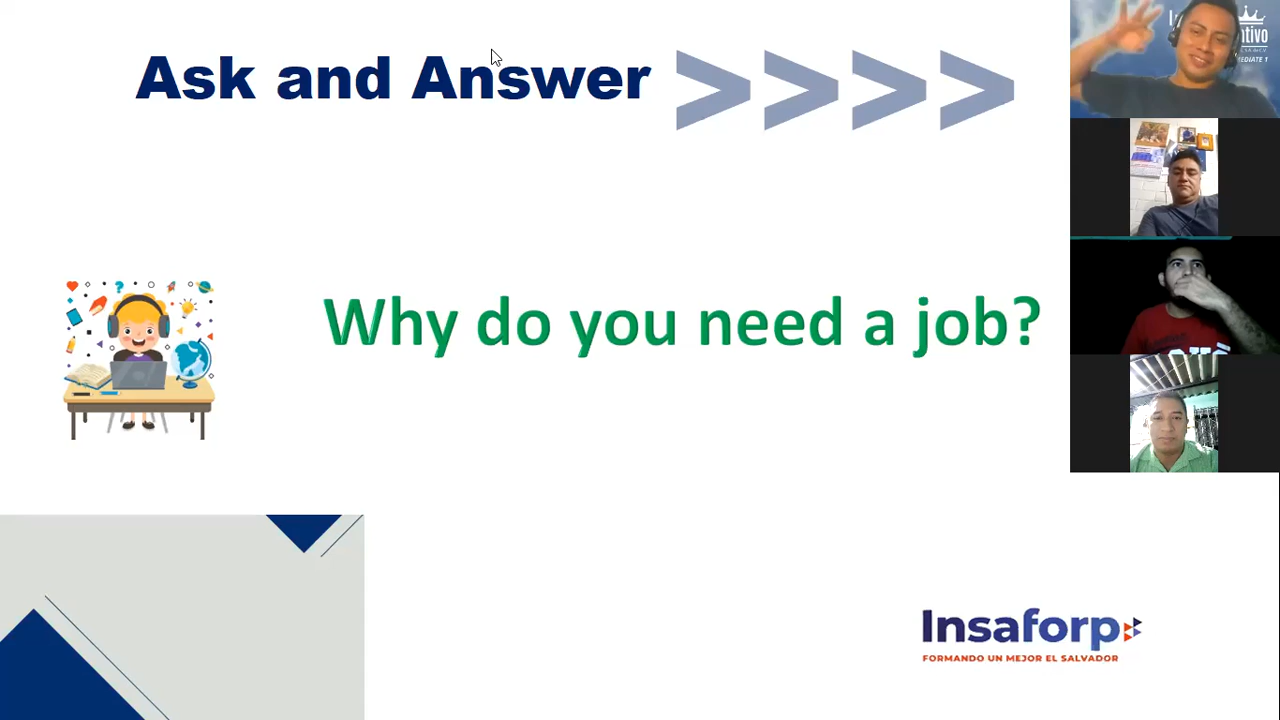 Ask and Answer >>>>
Why do you need a job?
Insaforp
FORMANDO UN MEJOR EL SALVADOR